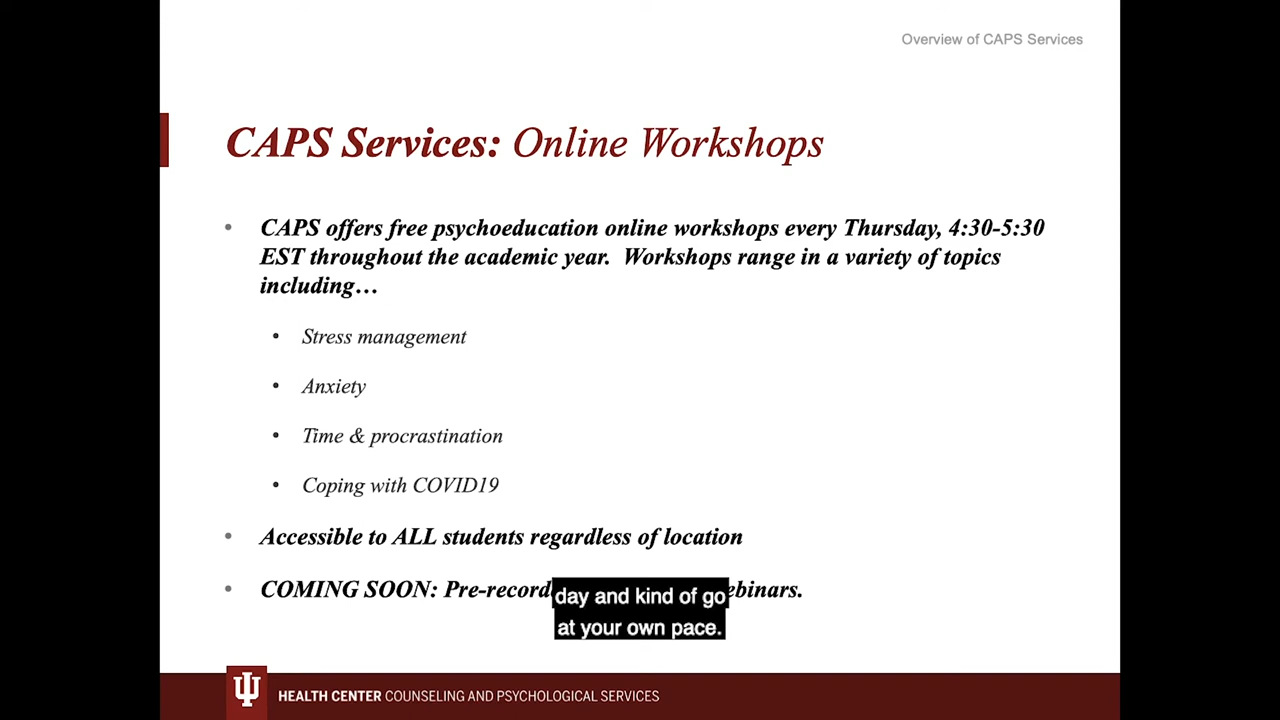 Overview of CAPS Services
CAPS Services: Online Workshops
• CAPS offers free psychoeducation online workshops every Thursday, 4:30-5:30
EST throughout the academic year. Workshops range in a variety of topics
including…
• Stress management
• Anxiety
• Time & procrastination
• Coping with COVID19
• Accessible to ALL students regardless of location
• COMING SOON:
day and kind of go
at your own pace.
HEALTH CENTER COUNSELING AND PSYCHOLOGICAL SERVICES